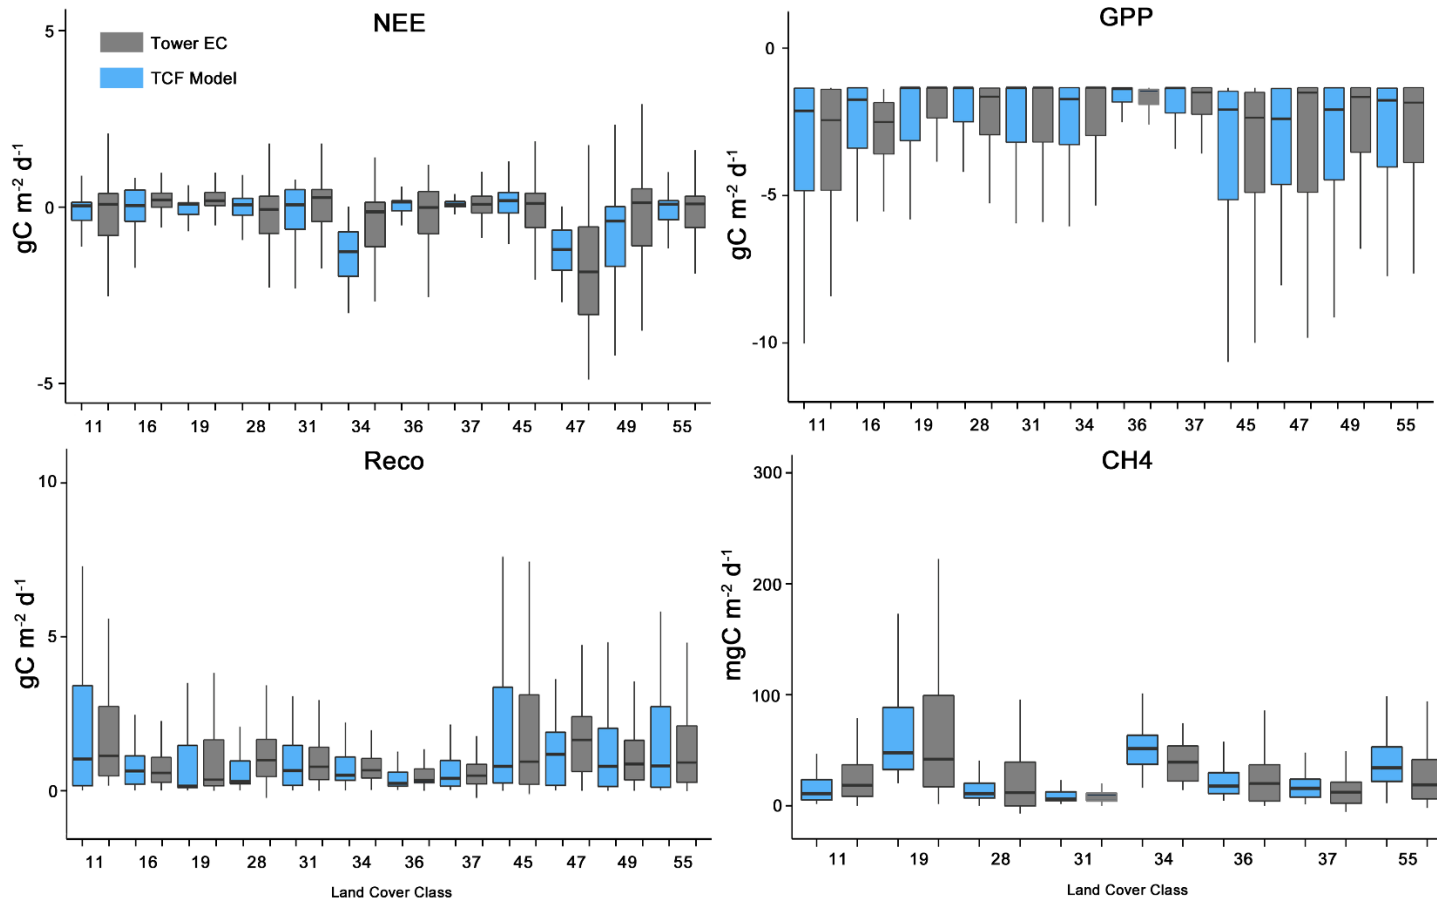 NEE
5
Tower EC
TCF Model
0
-5
gC m-2 d-1
11 16 19 28 31 34 36 37 45 47 49 55
GPP
0
-5
-10
gC m-2 d-1
11 16 19 28 31 34 36 37 45 47 49 55
Reco
10
5
0
gC m-2 d-1
11 16 19 28 31 34 36 37 45 47 49 55
Land Cover Class
CH4
300
200
100
0
mgC m-2 d-1
11 19 28 31 34 36 37 55
Land Cover Class